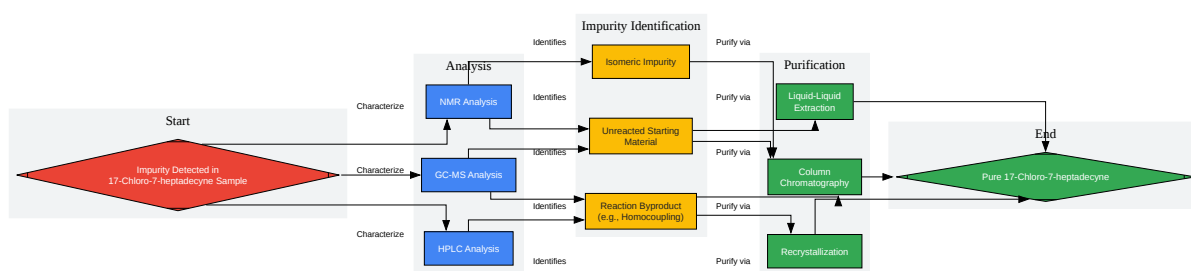 Start
Impurity Detected in
17-Chloro-7-heptadecyne Sample
Characterize
Characterize
Characterize
Analysis
NMR Analysis
GC-MS Analysis
HPLC Analysis
Identifies
Identifies
Identifies
Identifies
Identifies
Impurity Identification
Isomeric Impurity
Unreacted Starting
Material
Reaction Byproduct
(e.g., Homocoupling)
Purify via
Purify via
Purify via
Purify via
Purify via
Purification
Liquid-Liquid
Extraction
Column
Chromatography
Recrystallization
End
Pure 17-Chloro-7-heptadecyne